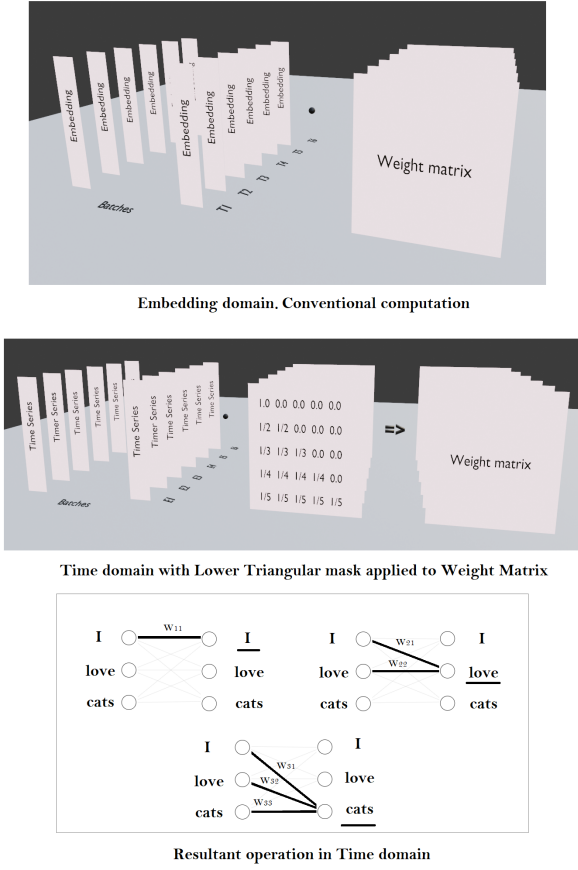 Embedding
Embedding
Embedding
Embedding
Embedding
Embedding
Embedding
Embedding
Embedding
Weight matrix
Batches
T1
T2
T3
T4
T5
Embedding domain. Conventional computation
Time Series
Timer Series
Time Series
Time Series
Time Series
Time Series
Timer Series
Time Series
Time Series
Time Series
Time Series
1.0 0.0 0.0 0.0 0.0
1/2 1/2 0.0 0.0 0.0
1/3 1/3 1/3 0.0 0.0
1/4 1/4 1/4 1/4 0.0
1/5 1/5 1/5 1/5 1/5
=>
Weight matrix
Batches
E1
E2
E3
Time domain with Lower Triangular mask applied to Weight Matrix
I W11 I
love love
cats cats
I W21 I
love W22 love
cats cats
I W31 I
love W32 love
cats W33 cats
Resultant operation in Time domain